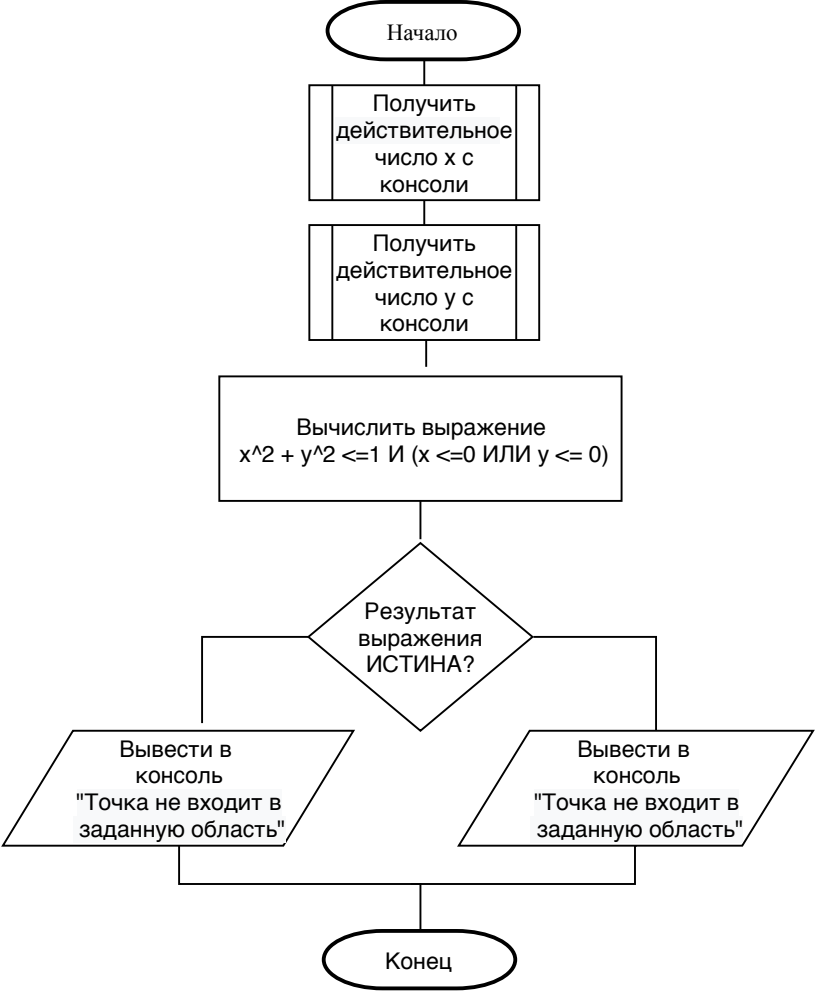 Начало
Получить
действительное
число x с
консоли
Получить
действительное
число y с
консоли
Вычислить выражение
x^2 + y^2 <=1 И (x <=0 ИЛИ y <= 0)
Результат
выражения
ИСТИНА?
Вывести в
консоль
"Точка не входит в
заданную область"
Вывести в
консоль
"Точка не входит в
заданную область"
Конец